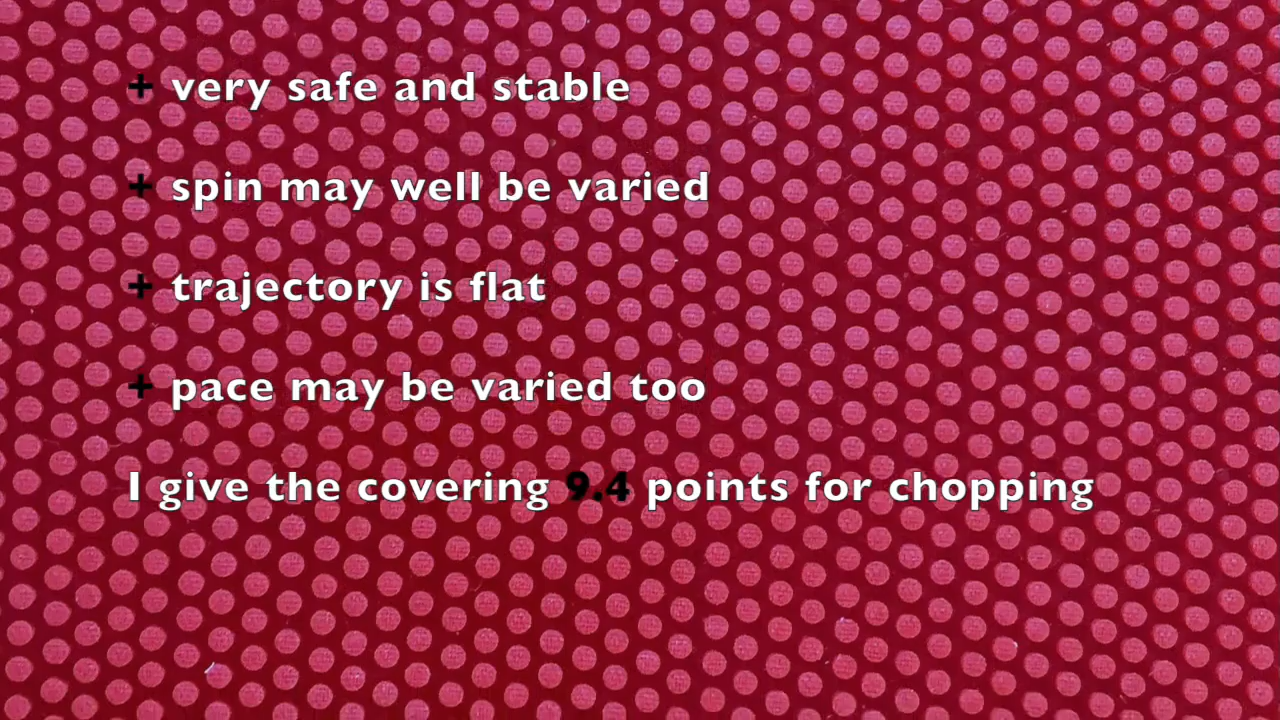 + very safe and stable
+ spin may well be varied
+ trajectory is flat
+ pace may be varied too
I give the covering 9.4 points for chopping